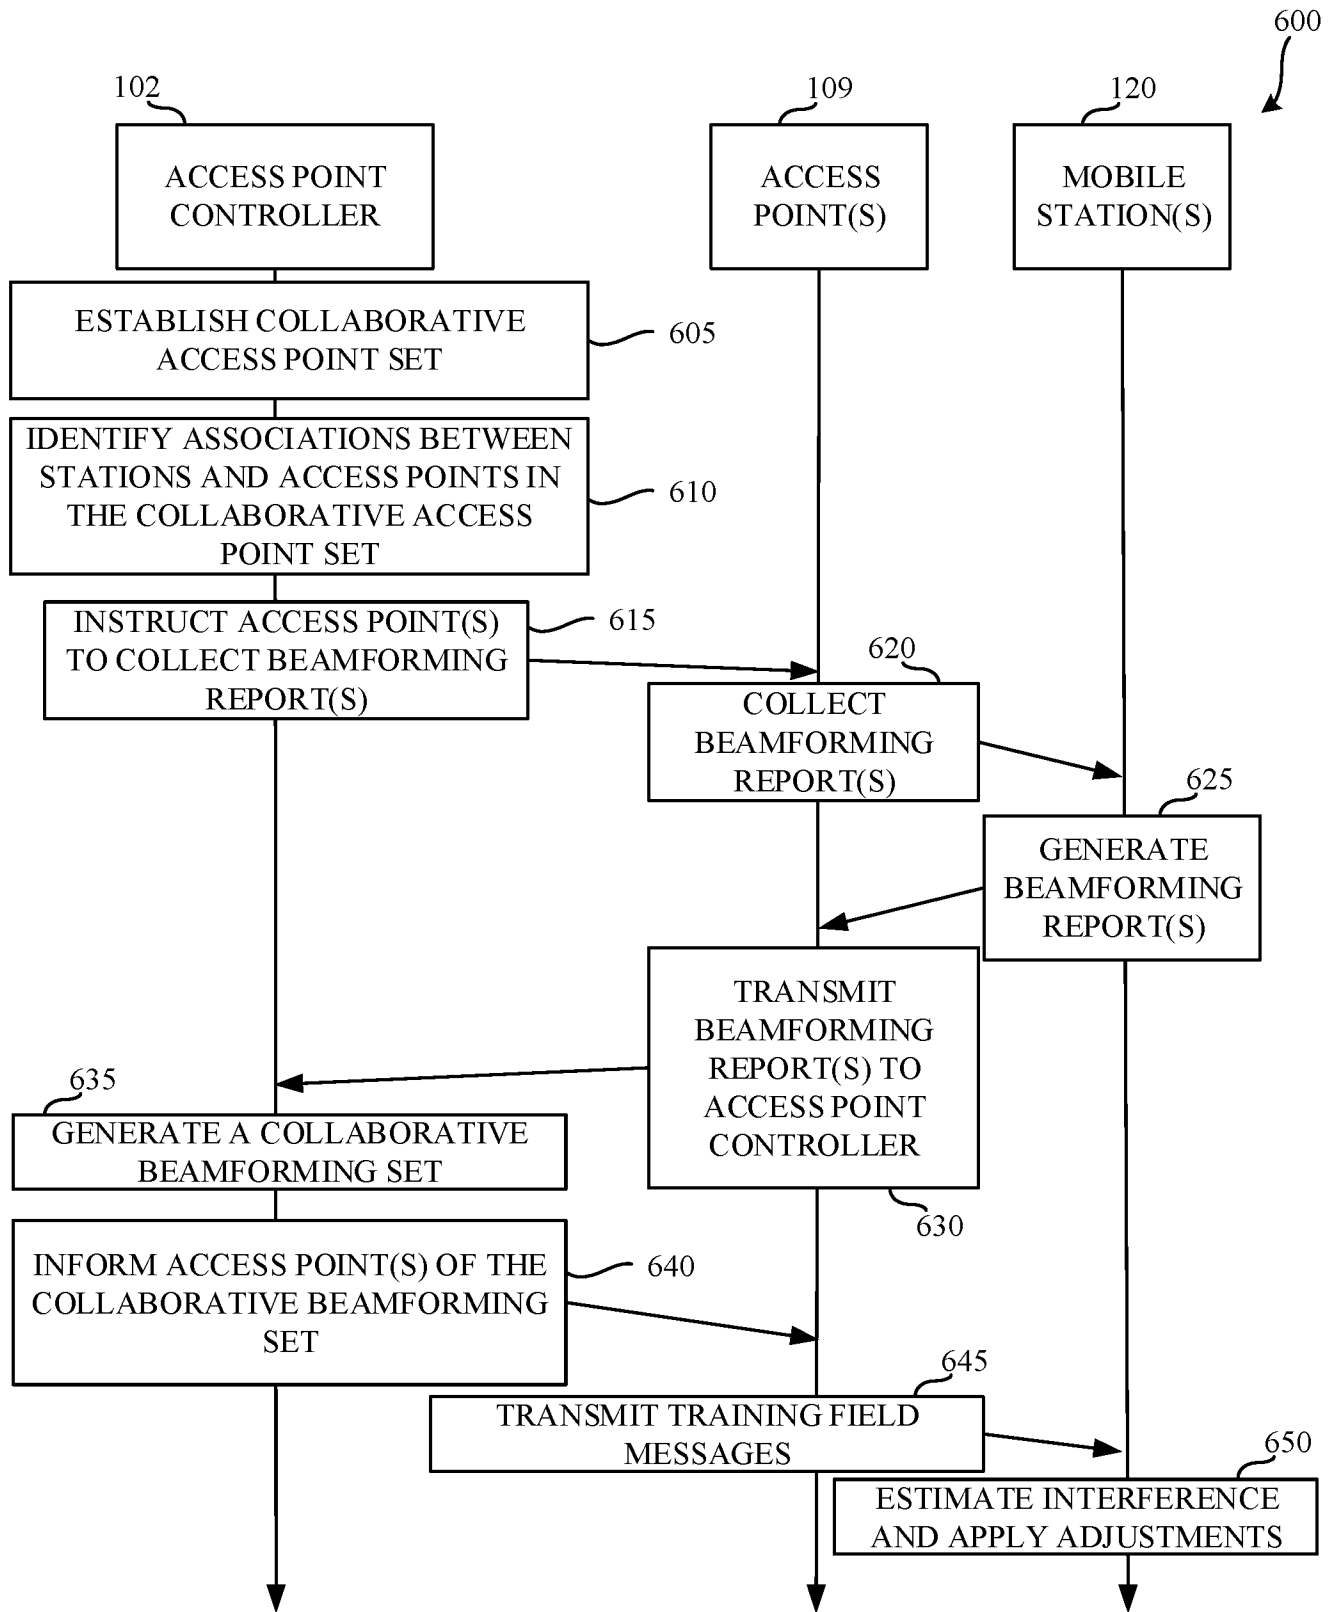 600
102
109
120
ACCESS POINT
CONTROLLER
ACCESS
POINT(S)
MOBILE
STATION(S)
ESTABLISH COLLABORATIVE
ACCESS POINT SET
605
IDENTIFY ASSOCIATIONS BETWEEN
STATIONS AND ACCESS POINTS IN
THE COLLABORATIVE ACCESS
POINT SET
610
INSTRUCT ACCESS POINT(S)
TO COLLECT BEAMFORMING
REPORT(S)
615
620
COLLECT
BEAMFORMING
REPORT(S)
625
GENERATE
BEAMFORMING
REPORT(S)
TRANSMIT
BEAMFORMING
REPORT(S) TO
ACCESS POINT
CONTROLLER
630
635
GENERATE A COLLABORATIVE
BEAMFORMING SET
INFORM ACCESS POINT(S) OF THE
COLLABORATIVE BEAMFORMING
SET
640
645
TRANSMIT TRAINING FIELD
MESSAGES
650
ESTIMATE INTERFERENCE
AND APPLY ADJUSTMENTS